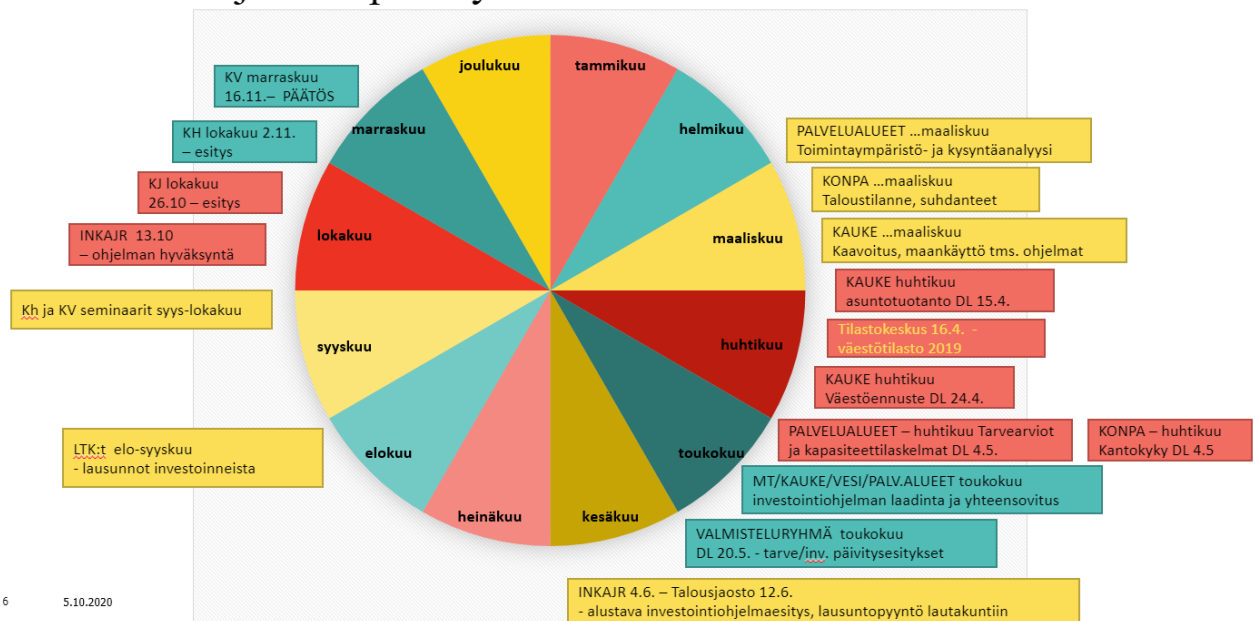 joulukuu
tammikuu
helmikuu
maaliskuu
huhtikuu
toukokuu
kesäkuu
heinäkuu
elokuu
syyskuu
lokakuu
marraskuu
PALVELUALUEET …maaliskuu
Toimintaympäristö- ja kysyntäanalyysi
KONPA …maaliskuu
Taloustilanne, suhdanteet
KAUKE …maaliskuu
Kaavoitus, maankäyttö tms. ohjelmat
KAUKE huhtikuu
asuntotuotanto DL 15.4.
Tilastokeskus 16.4. -
väestötilasto 2019
KAUKE huhtikuu
Väestöennuste DL 24.4.
PALVELUALUEET – huhtikuu Tarvearviot
ja kapasiteettilaskelmat DL 4.5.
KONPA – huhtikuu
Kantokyky DL 4.5
MT/KAUKE/VESI/PALV.ALUEET toukokuu
investointiohjelman laadinta ja yhteensovitus
VALMISTELURYHMÄ toukokuu
DL 20.5. - tarve/inv. päivitysesitykset
INKAJR 4.6. – Talousjaosto 12.6.
- alustava investointiohjelmaesitys, lausuntopyyntö lautakuntiin
LTK:t elo-syyskuu
- lausunnot investoinneista
Kh ja KV seminaarit syys-lokakuu
INKAJR 13.10
– ohjelman hyväksyntä
KJ lokakuu
26.10 – esitys
KH lokakuu 2.11.
– esitys
KV marraskuu
16.11.– PÄÄTÖS
6
5.10.2020